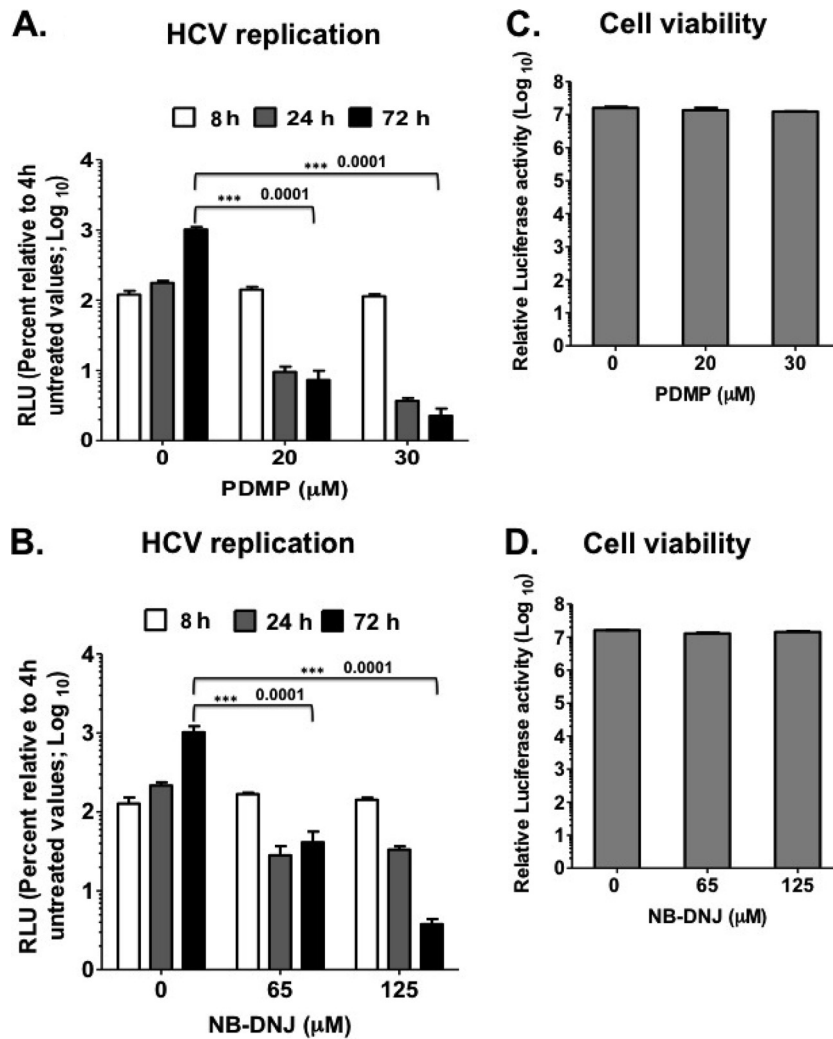 A.
HCV replication
8 h 24 h 72 h
*** 0.0001
*** 0.0001
RLU (Percent relative to 4h
untreated values; Log 10)
4
3
2
1
0
0 20 30
PDMP (μM)
C. Cell viability
Relative Luciferase activity (Log 10)
8
7
6
5
4
3
2
1
0
0 20 30
PDMP (μM)
B.
HCV replication
8 h 24 h 72 h
*** 0.0001
*** 0.0001
RLU (Percent relative to 4h
untreated values; Log 10)
4
3
2
1
0
0 65 125
NB-DNJ (μM)
D. Cell viability
Relative Luciferase activity (Log 10)
8
7
6
5
4
3
2
1
0
0 65 125
NB-DNJ (μM)